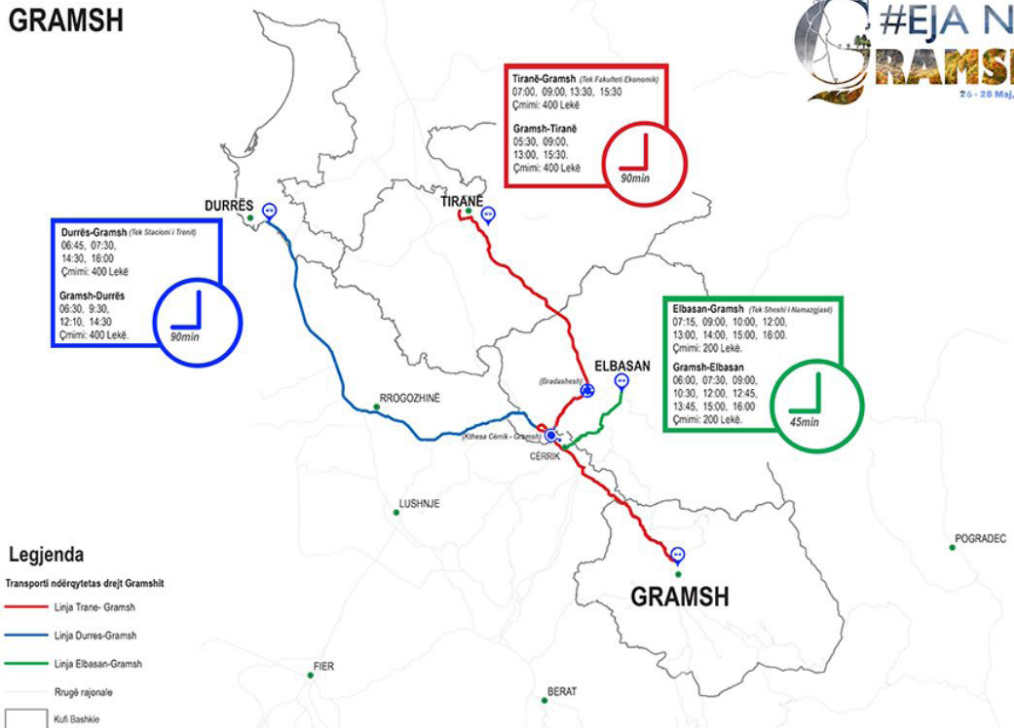 GRAMSH
#EJA N
GRAMSH
26 - 28 Maj,
Tiranë-Gramsh (Tek Fakulteti Ekonomik)
07:00, 09:00, 13:30, 15:30
Çmimi: 400 Lekë
Gramsh-Tiranë
05:30, 09:00,
13:00, 15:30.
Çmimi: 400 Lekë
90min
DURRËS
TIRANË
Durrës-Gramsh (Tek Stacioni i Trenit)
06:45, 07:30,
14:30, 16:00
Çmimi: 400 Lekë
Gramsh-Durrës
06:30, 9:30,
12:10, 14:30
Çmimi: 400 Lekë.
90min
Elbasan-Gramsh (Tek Sheshi i Namazgjasë)
07:15, 09:00, 10:00, 12:00,
13:00, 14:00, 15:00, 16:00.
Çmimi: 200 Lekë.
Gramsh-Elbasan
06:00, 07:30, 09:00,
10:30, 12:00, 12:45,
13:45, 15:00, 16:00
Çmimi: 200 Lekë.
45min
ELBASAN
(Bradashesh)
RROGOZHINË
(Kthesa Cërrik - Gramsh)
CËRRIK
LUSHNJE
POGRADEC
GRAMSH
FIER
BERAT
Legjenda
Transporti ndërqytetas drejt Gramshit
Linja Trane- Gramsh
Linja Durres-Gramsh
Linja Elbasan-Gramsh
Rrugë rajonale
Kufi Bashkie